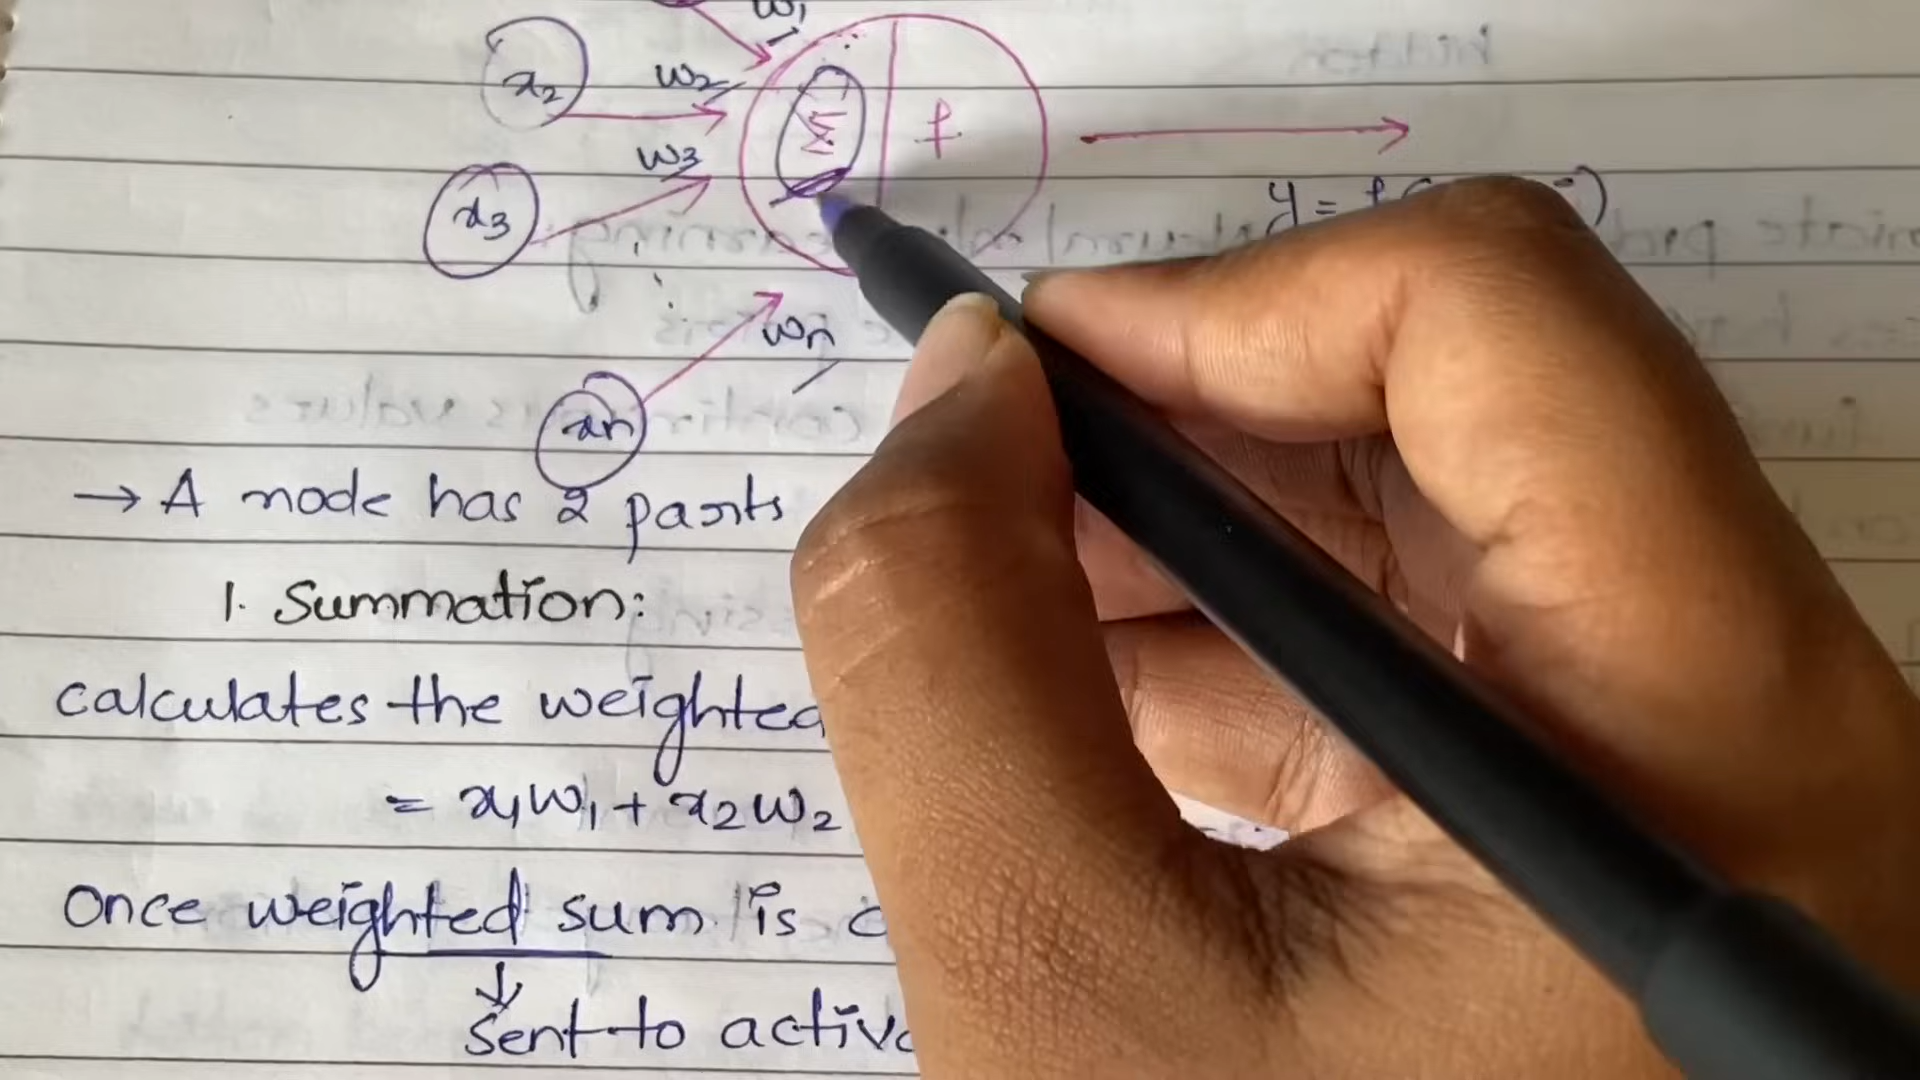 w1
x2 w2
Σ f
w3
x3
y = f(
wn
xn
→ A node has 2 parts
1. Summation:
calculates the weighted
= x1w1 + x2w2
Once weighted sum is
↓
sent to activa